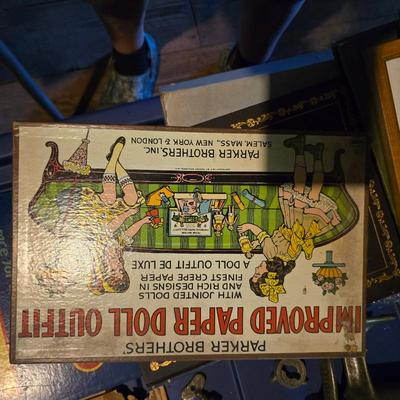 PARKER BROTHERS'
IMPROVED PAPER DOLL OUTFIT
WITH JOINTED DOLLS
AND RICH DESIGNS IN
FINEST CREPE PAPER
A DOLL OUTFIT DE LUXE
PARKER BROTHERS, INC.
SALEM, MASS., NEW YORK & LONDON